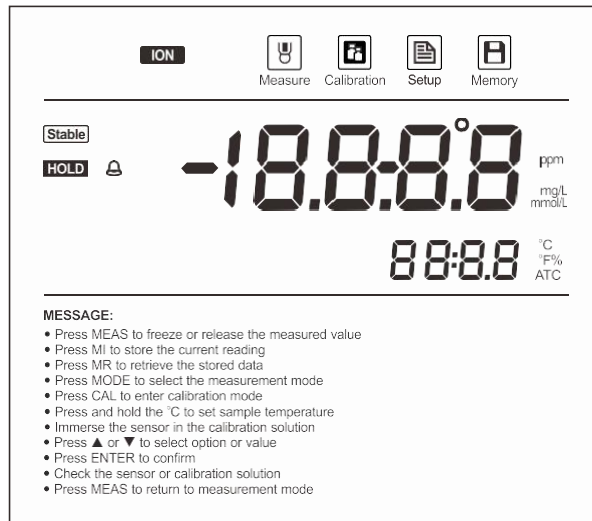 ION
Measure Calibration Setup Memory
Stable
HOLD
-18.8:8.8°
ppm
mg/L
mmol/L
88:8.8
°C
°F%
ATC
MESSAGE:
• Press MEAS to freeze or release the measured value
• Press MI to store the current reading
• Press MR to retrieve the stored data
• Press MODE to select the measurement mode
• Press CAL to enter calibration mode
• Press and hold the °C to set sample temperature
• Immerse the sensor in the calibration solution
• Press ▲ or ▼ to select option or value
• Press ENTER to confirm
• Check the sensor or calibration solution
• Press MEAS to return to measurement mode